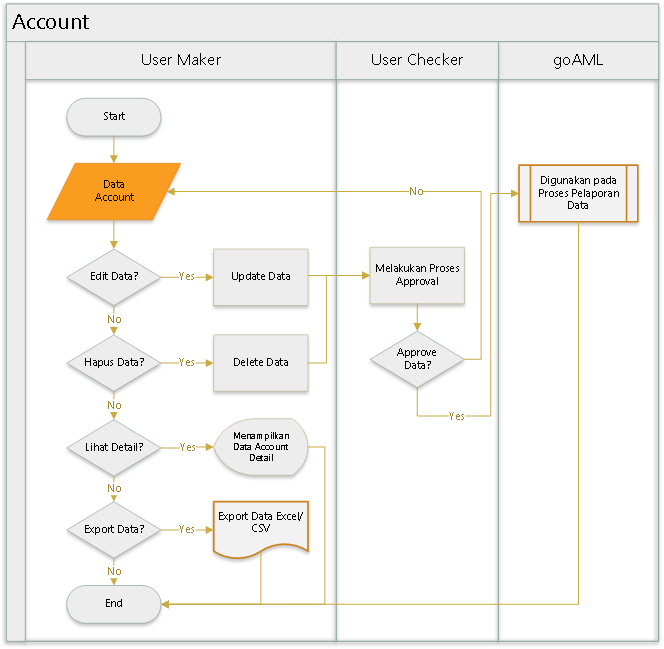 Account
User Maker
User Checker
goAML
Start
Data
Account
No
Digunakan pada
Proses Pelaporan
Data
Edit Data?
Yes
Update Data
Melakukan Proses
Approval
No
Hapus Data?
Yes
Delete Data
Approve
Data?
No
Yes
Lihat Detail?
Yes
Menampilkan
Data Account
Detail
No
Export Data?
Yes
Export Data Excel/
CSV
No
End